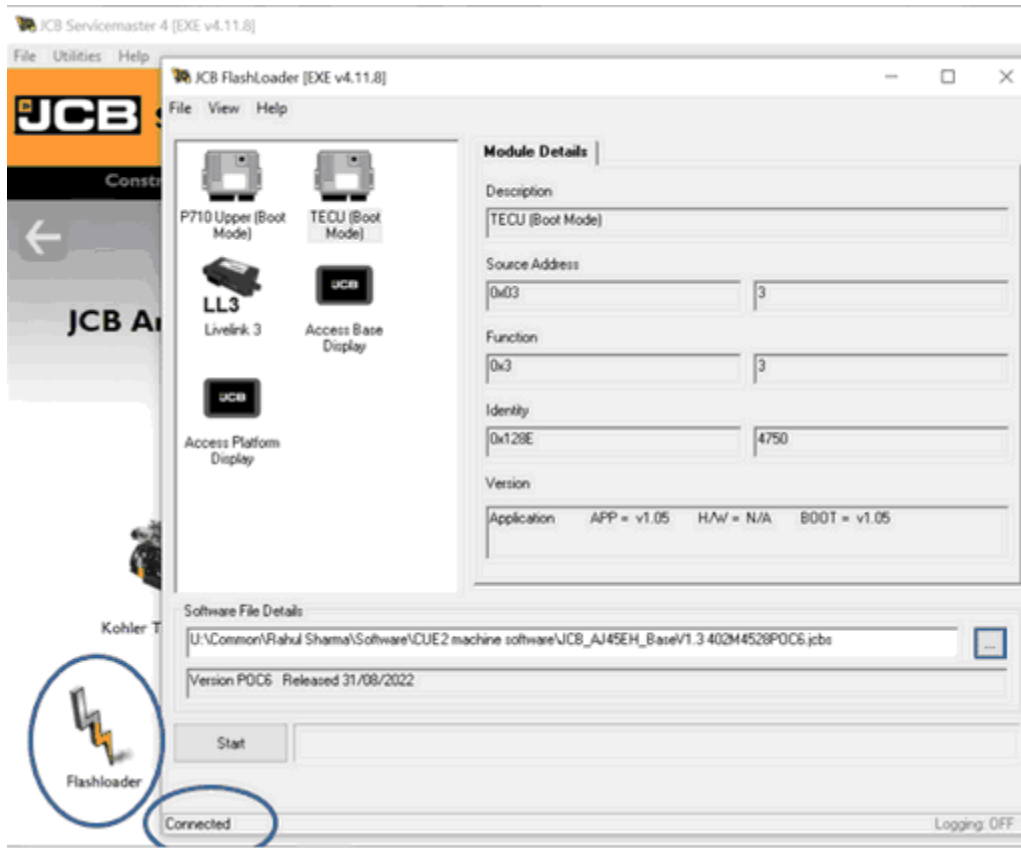 JCB Servicemaster 4 [EXE v4.11.8]
File Utilities Help
JCB
Constr
JCB
Kohler T
Flashloader
JCB FlashLoader [EXE v4.11.8]
File View Help
P710 Upper (Boot
Mode)
TECU (Boot
Mode)
LL3
Livelink 3
JCB
Access Base
Display
JCB
Access Platform
Display
Module Details
Description
TECU (Boot Mode)
Source Address
0x03 3
Function
0x3 3
Identity
0x128E 4750
Version
Application APP = v1.05 H/W = N/A BOOT = v1.05
Software File Details
U:\Common\Rahul Sharma\Software\CUE2 machine software\JCB_AJ45EH_BaseV1.3 402M4528POC6.jcbs
...
Version POC6 Released 31/08/2022
Start
Connected
Logging: OFF